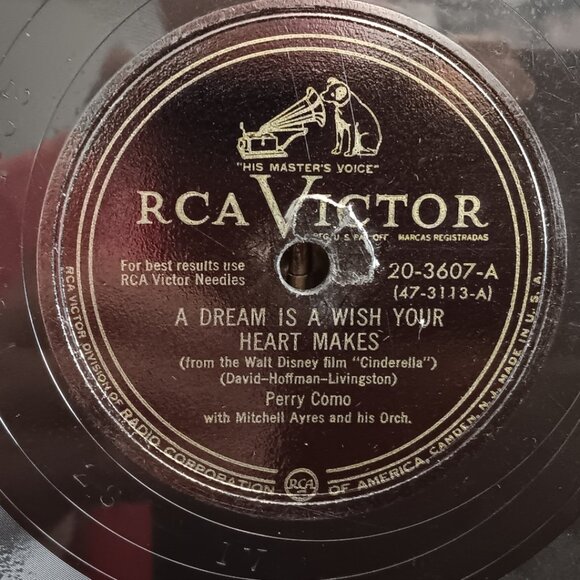 "HIS MASTER'S VOICE"
RCA VICTOR
U.S. PAT. OFF. MARCAS REGISTRADAS
For best results use
RCA Victor Needles
20-3607-A
(47-3113-A)
A DREAM IS A WISH YOUR
HEART MAKES
(from the Walt Disney film "Cinderella")
(David-Hoffman-Livingston)
Perry Como
with Mitchell Ayres and his Orch.
RCA VICTOR DIVISION OF RADIO CORPORATION OF AMERICA, CAMDEN, N.J. MADE IN U.S.A.
RCA